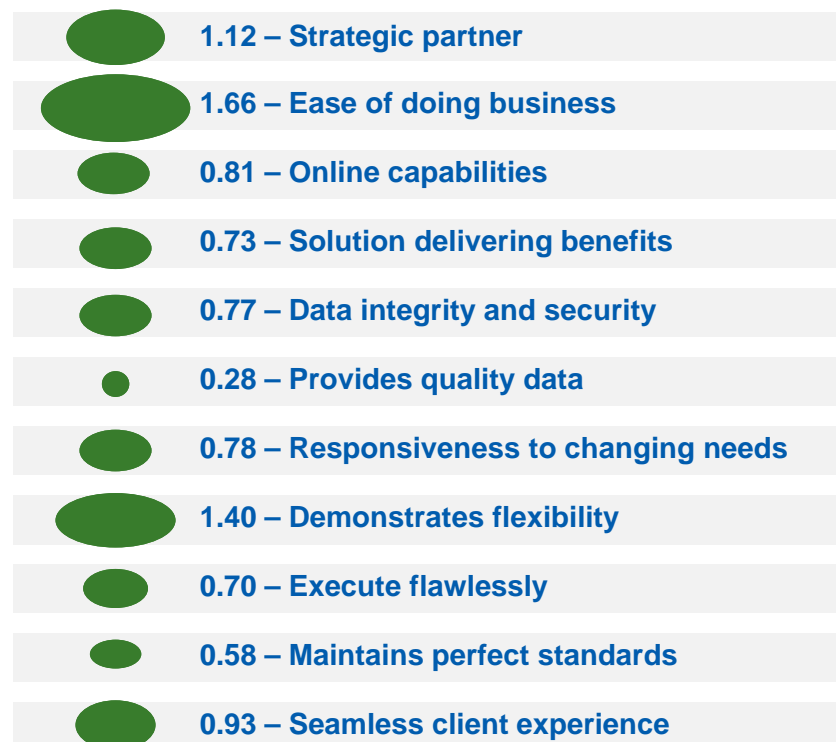 1.12 – Strategic partner
1.66 – Ease of doing business
0.81 – Online capabilities
0.73 – Solution delivering benefits
0.77 – Data integrity and security
0.28 – Provides quality data
0.78 – Responsiveness to changing needs
1.40 – Demonstrates flexibility
0.70 – Execute flawlessly
0.58 – Maintains perfect standards
0.93 – Seamless client experience